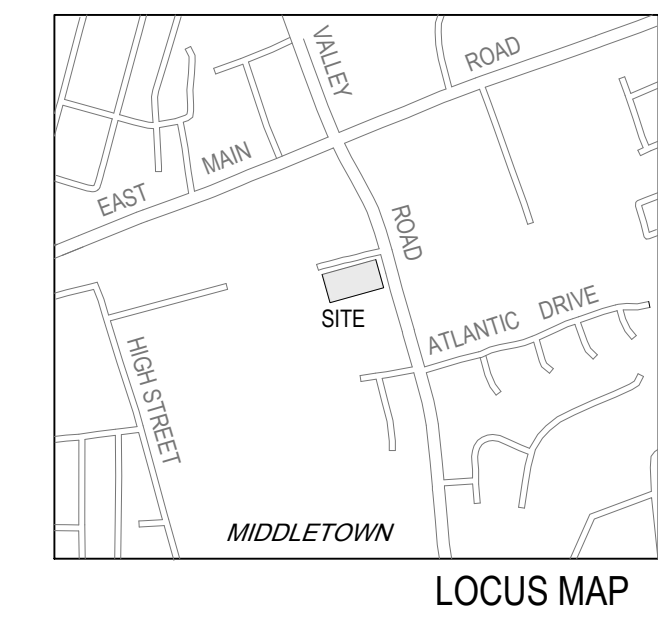 VALLEY
ROAD
EAST MAIN
ROAD
SITE
ATLANTIC DRIVE
HIGH STREET
MIDDLETOWN
LOCUS MAP